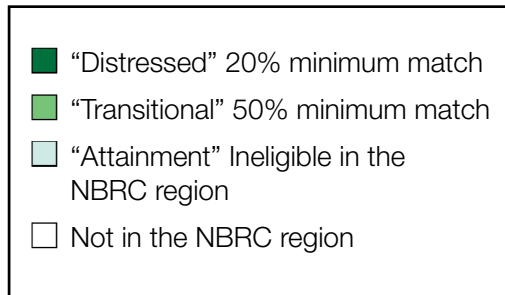 “Distressed” 20% minimum match
“Transitional” 50% minimum match
“Attainment” Ineligible in the
NBRC region
Not in the NBRC region